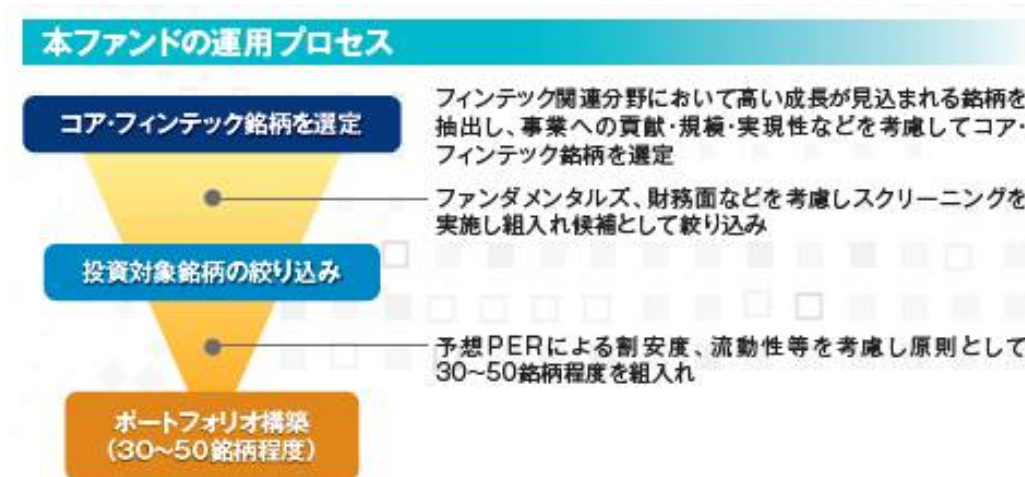 本ファンドの運用プロセス
コア・フィンテック銘柄を選定
フィンテック関連分野において高い成長が見込まれる銘柄を
抽出し、事業への貢献・規模・実現性などを考慮してコア・
フィンテック銘柄を選定
ファンダメンタルズ、財務面などを考慮しスクリーニングを
実施し組入れ候補として絞り込み
投資対象銘柄の絞り込み
予想PERによる割安度、流動性等を考慮し原則として
30～50銘柄程度を組入れ
ポートフォリオ構築
（30～50銘柄程度）